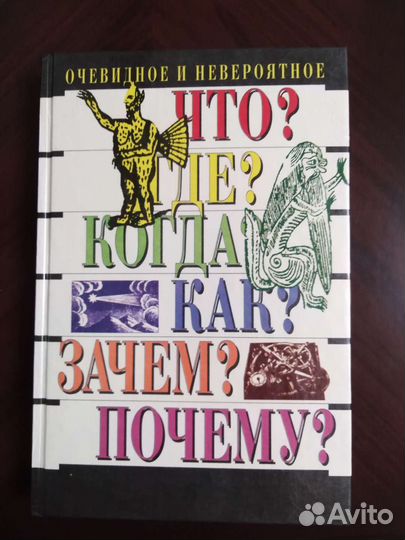 ОЧЕВИДНОЕ И НЕВЕРОЯТНОЕ
ЧТО?
ГДЕ?
КОГДА?
КАК?
ЗАЧЕМ?
ПОЧЕМУ?
Avito